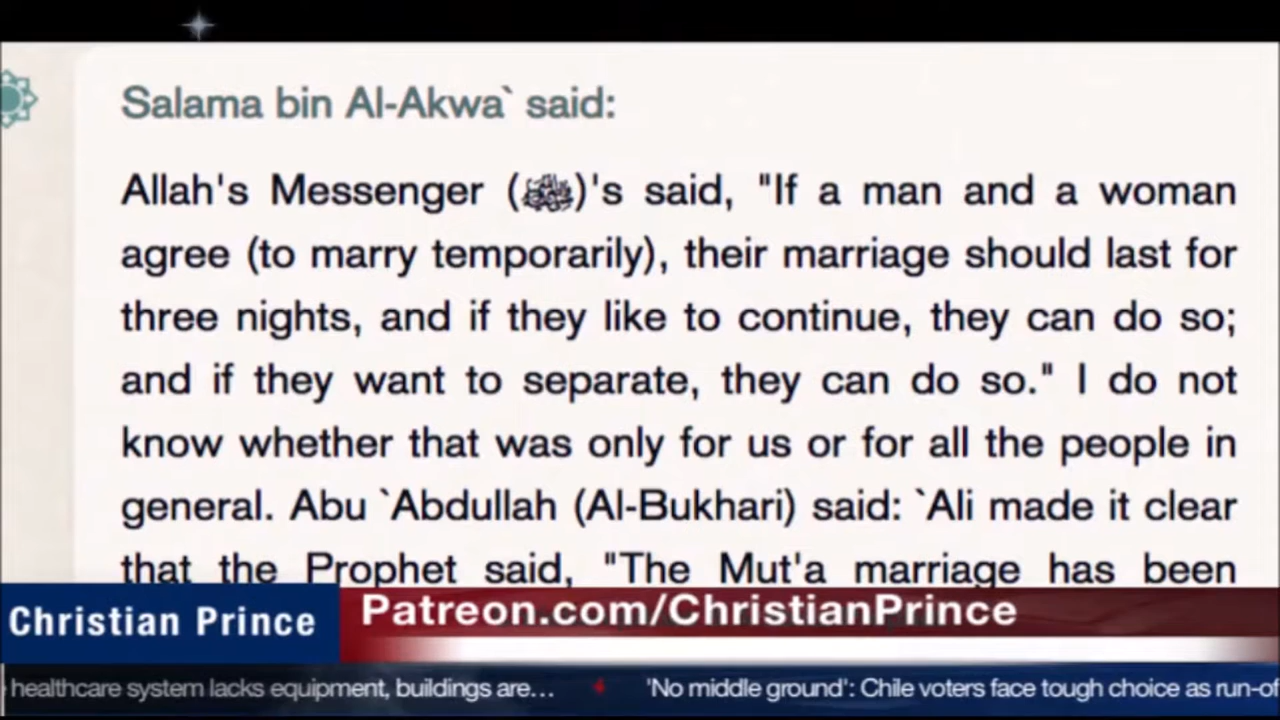 Salama bin Al-Akwa` said:
Allah's Messenger (ﷺ)'s said, "If a man and a woman
agree (to marry temporarily), their marriage should last for
three nights, and if they like to continue, they can do so;
and if they want to separate, they can do so." I do not
know whether that was only for us or for all the people in
general. Abu `Abdullah (Al-Bukhari) said: `Ali made it clear
that the Prophet said, "The Mut'a marriage has been
Christian Prince
Patreon.com/ChristianPrince
healthcare system lacks equipment, buildings are... 'No middle ground': Chile voters face tough choice as run-of